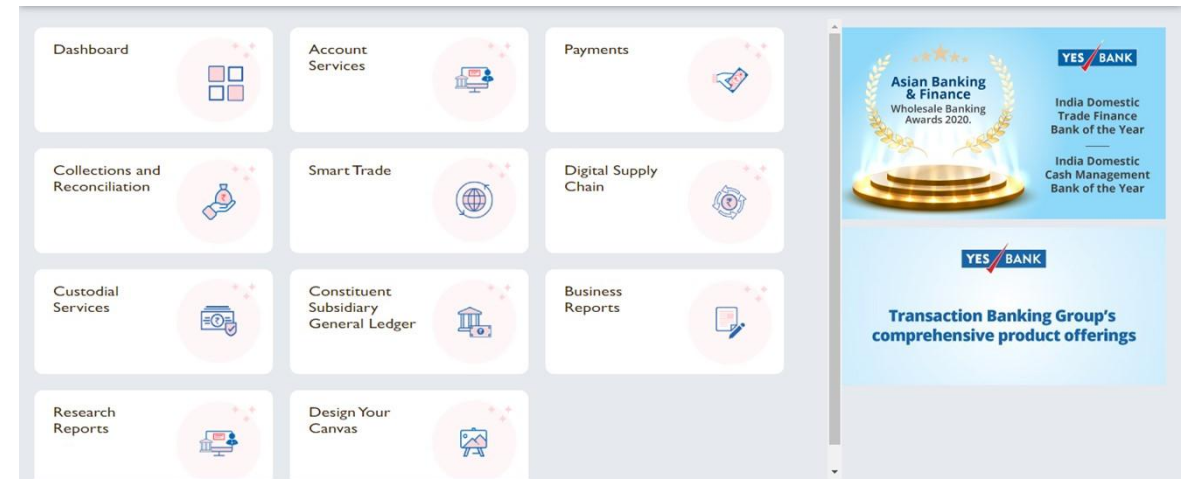 Dashboard
Account
Services
Payments
Collections and
Reconciliation
Smart Trade
Digital Supply
Chain
Custodial
Services
Constituent
Subsidiary
General Ledger
Business
Reports
Research
Reports
Design Your
Canvas
Asian Banking
& Finance
Wholesale Banking
Awards 2020.
YES BANK
India Domestic
Trade Finance
Bank of the Year
India Domestic
Cash Management
Bank of the Year
YES BANK
Transaction Banking Group's
comprehensive product offerings